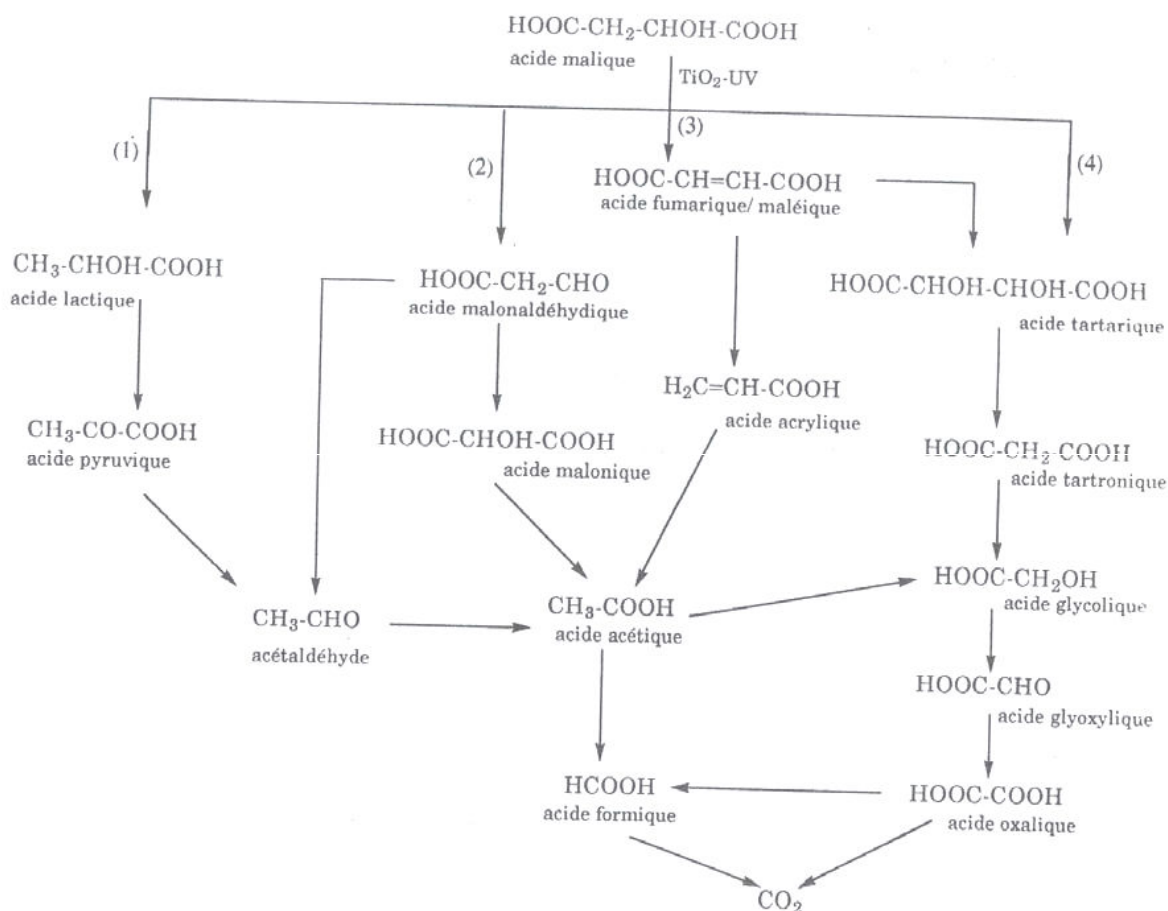 HOOC-CH₂-CHOH-COOH
acide malique
TiO₂-UV
(1)
(2)
(3)
(4)
HOOC-CH=CH-COOH
acide fumarique/ maléique
CH₃-CHOH-COOH
acide lactique
HOOC-CH₂-CHO
acide malonaldéhydique
HOOC-CHOH-CHOH-COOH
acide tartarique
H₂C=CH-COOH
acide acrylique
CH₃-CO-COOH
acide pyruvique
HOOC-CHOH-COOH
acide malonique
HOOC-CH₂-COOH
acide tartronique
CH₃-CHO
acétaldéhyde
CH₃-COOH
acide acétique
HOOC-CH₂OH
acide glycolique
HOOC-CHO
acide glyoxylique
HCOOH
acide formique
HOOC-COOH
acide oxalique
CO₂